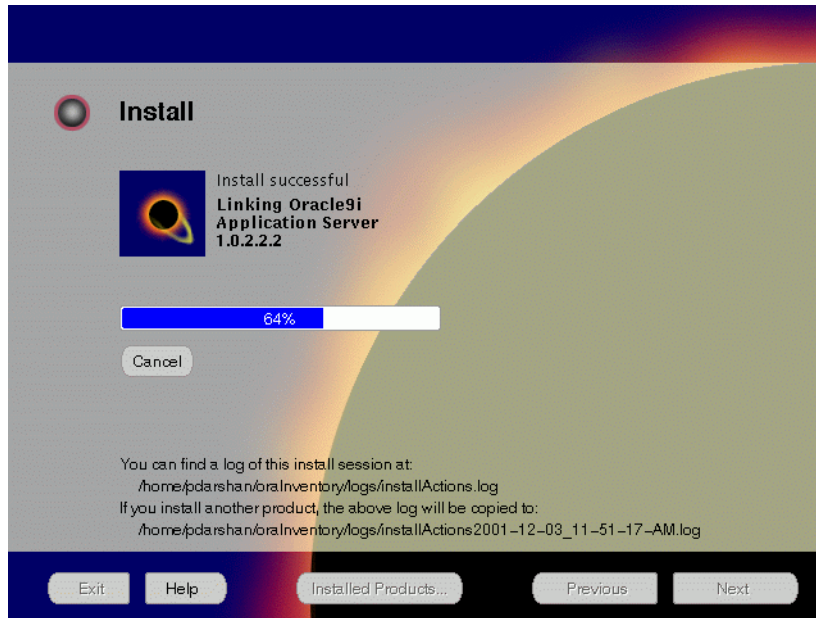 Install
Install successful
Linking Oracle9i
Application Server
1.0.2.2.2
64%
Cancel
You can find a log of this install session at:
/home/pdarshan/oraInventory/logs/installActions.log
If you install another product, the above log will be copied to:
/home/pdarshan/oraInventory/logs/installActions2001-12-03_11-51-17-AM.log
Exit
Help
Installed Products...
Previous
Next